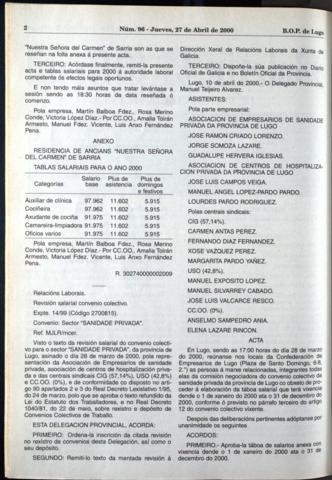 2
Núm. 96 - Jueves, 27 de Abril de 2000
B.O.P. de Lugo
"Nuestra Señora del Carmen" de Sarria son as que se
reseñan na folla anexa ó presente acta.
TERCEIRO: Acórdase finalmente, remiti-la presente
acta e tablas salariais para 2000 á autoridade laboral
competente ós efectos legais oportunos.
E non tendo máis asuntos que tratar levántase a
sesión sendo as 18:30 horas da data reseñada ó
comenzo.
Pola empresa, Martín Balboa Fdez., Rosa Merino
Conde, Victoria López Díaz.- Por CC.OO., Amalia Toirán
Armesto, Manuel Fdez. Vicente, Luis Anxo Fernández
Pena.
ANEXO
RESIDENCIA DE ANCIANS "NUESTRA SEÑORA
DEL CARMEN" DE SARRIA
TABLAS SALARIAIS PARA O ANO 2000
Categorías
Salario base
Plus de asistencia
Plus de domingos e festivos
Auxiliar de clínica 97.962 11.602 5.915
Cociñeira 97.962 11.602 5.915
Axudante de cociña 91.975 11.602 5.915
Camareira-limpiadora 91.975 11.602 5.915
Oficios varios 91.975 11.602 5.915
Pola empresa, Martín Balboa Fdez., Rosa Merino
Conde, Victoria López Díaz.- Por CC.OO., Amalia Toirán
Armesto, Manuel Fdez. Vicente, Luis Anxo Fernández
Pena.
R. 302740000002009
Relacións Laborais.
Revisión salarial convenio colectivo.
Expte. 14/99 (Código 2700815).
Convenio: Sector "SANIDADE PRIVADA".
Ref. MJLR/mcer.
Visto o texto da revisión salarial do convenio colecti-
vo para o sector "SANIDADE PRIVADA", da provincia de
Lugo, asinado o día 28 de marzo de 2000, pola repre-
sentación da Asociación de Empresarios de sanidade
privada, asociación de centros de hospitalización priva-
da e das centrais sindicais CIG (57,14%), USO (42,8%)
e CC.OO. (0%), e de conformidade do disposto no arti-
go 90 apartados 2 e 3 do Real Decreto Lexislativo 1/95,
do 24 de marzo, polo que se aproba o texto refundido da
Lei do Estatuto dos Traballadores, e no Real Decreto
1040/81, do 22 de maio, sobre rexistro e depósito de
Convenios Colectivos de Traballo.
ESTA DELEGACION PROVINCIAL, ACORDA:
PRIMEIRO: Ordena-la inscrición da citada revisión
no rexistro de convenios desta Delegación, así como o
seu depósito.
SEGUNDO: Remiti-lo texto da mentada revisión á
Dirección Xeral de Relacións Laborais da Xunta de
Galicia.
TERCEIRO: Dispoñe-la súa publicación no Diario
Oficial de Galicia e no Boletín Oficial da Provincia.
Lugo, 10 de abril de 2000.- O Delegado Provincial,
Manuel Teijeiro Alvarez.
ASISTENTES:
Pola parte empresarial:
ASOCIACION DE EMPRESARIOS DE SANIDADE
PRIVADA DA PROVINCIA DE LUGO
JOSE RAMON CRIADO LORENZO.
JORGE SOMOZA LAZARE.
GUADALUPE HERVERA IGLESIAS.
ASOCIACION DE CENTROS DE HOSPITALIZA-
CION PRIVADA DA PROVINCIA DE LUGO
JOSE LUIS CAMPOS VEIGA.
MANUEL ANGEL LOPEZ-PARDO PARDO.
LOURDES PARDO RODRIGUEZ.
Polas centrais sindicais:
CIG (57,14%).
CARMEN ANTAS PEREZ.
FERNANDO DIAZ FERNANDEZ.
XOSE VAZQUEZ PEREZ.
MARGARITA PARDO YAÑEZ.
USO (42,8%).
MANUEL EXPOSITO LOPEZ.
MANUEL SILVARREY CABADO.
JOSE LUIS VALCARCE RESCO.
CC.OO. (0%).
ANSELMO SAMPEDRO ANIA.
ELENA LAZARE RINCON.
ACTA
En Lugo, sendo as 17:00 horas do día 28 de marzo
de 2000, reúnense nos locais da Confederación de
Empresarios de Lugo (Plaza de Santo Domingo, 6-8,
2.º) as persoas á marxe relacionadas, integrantes todas
elas da comisión negociadora do convenio colectivo de
sanidade privada da provincia de Lugo co obxeto de pro-
ceder á elaboración da táboa salarial que terá vixencia
dende o 1 de xaneiro do 2000 ata o 31 de decembro do
2000, conforme ó previsto no párrafo terceiro do artigo
12 do convenio colectivo vixente.
Despois das deliberacións pertinentes adóptanse por
unanimidade os seguintes
ACORDOS:
PRIMEIRO.- Aproba-la táboa de salarios anexa con
vixencia dende o 1 de xaneiro do 2000 ata o 31 de
decembro do 2000.